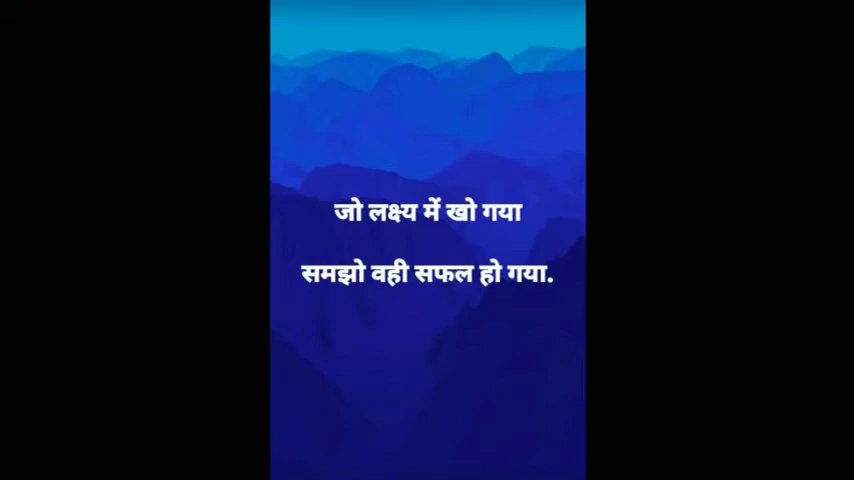 जो लक्ष्य में खो गया
समझो वही सफल हो गया.